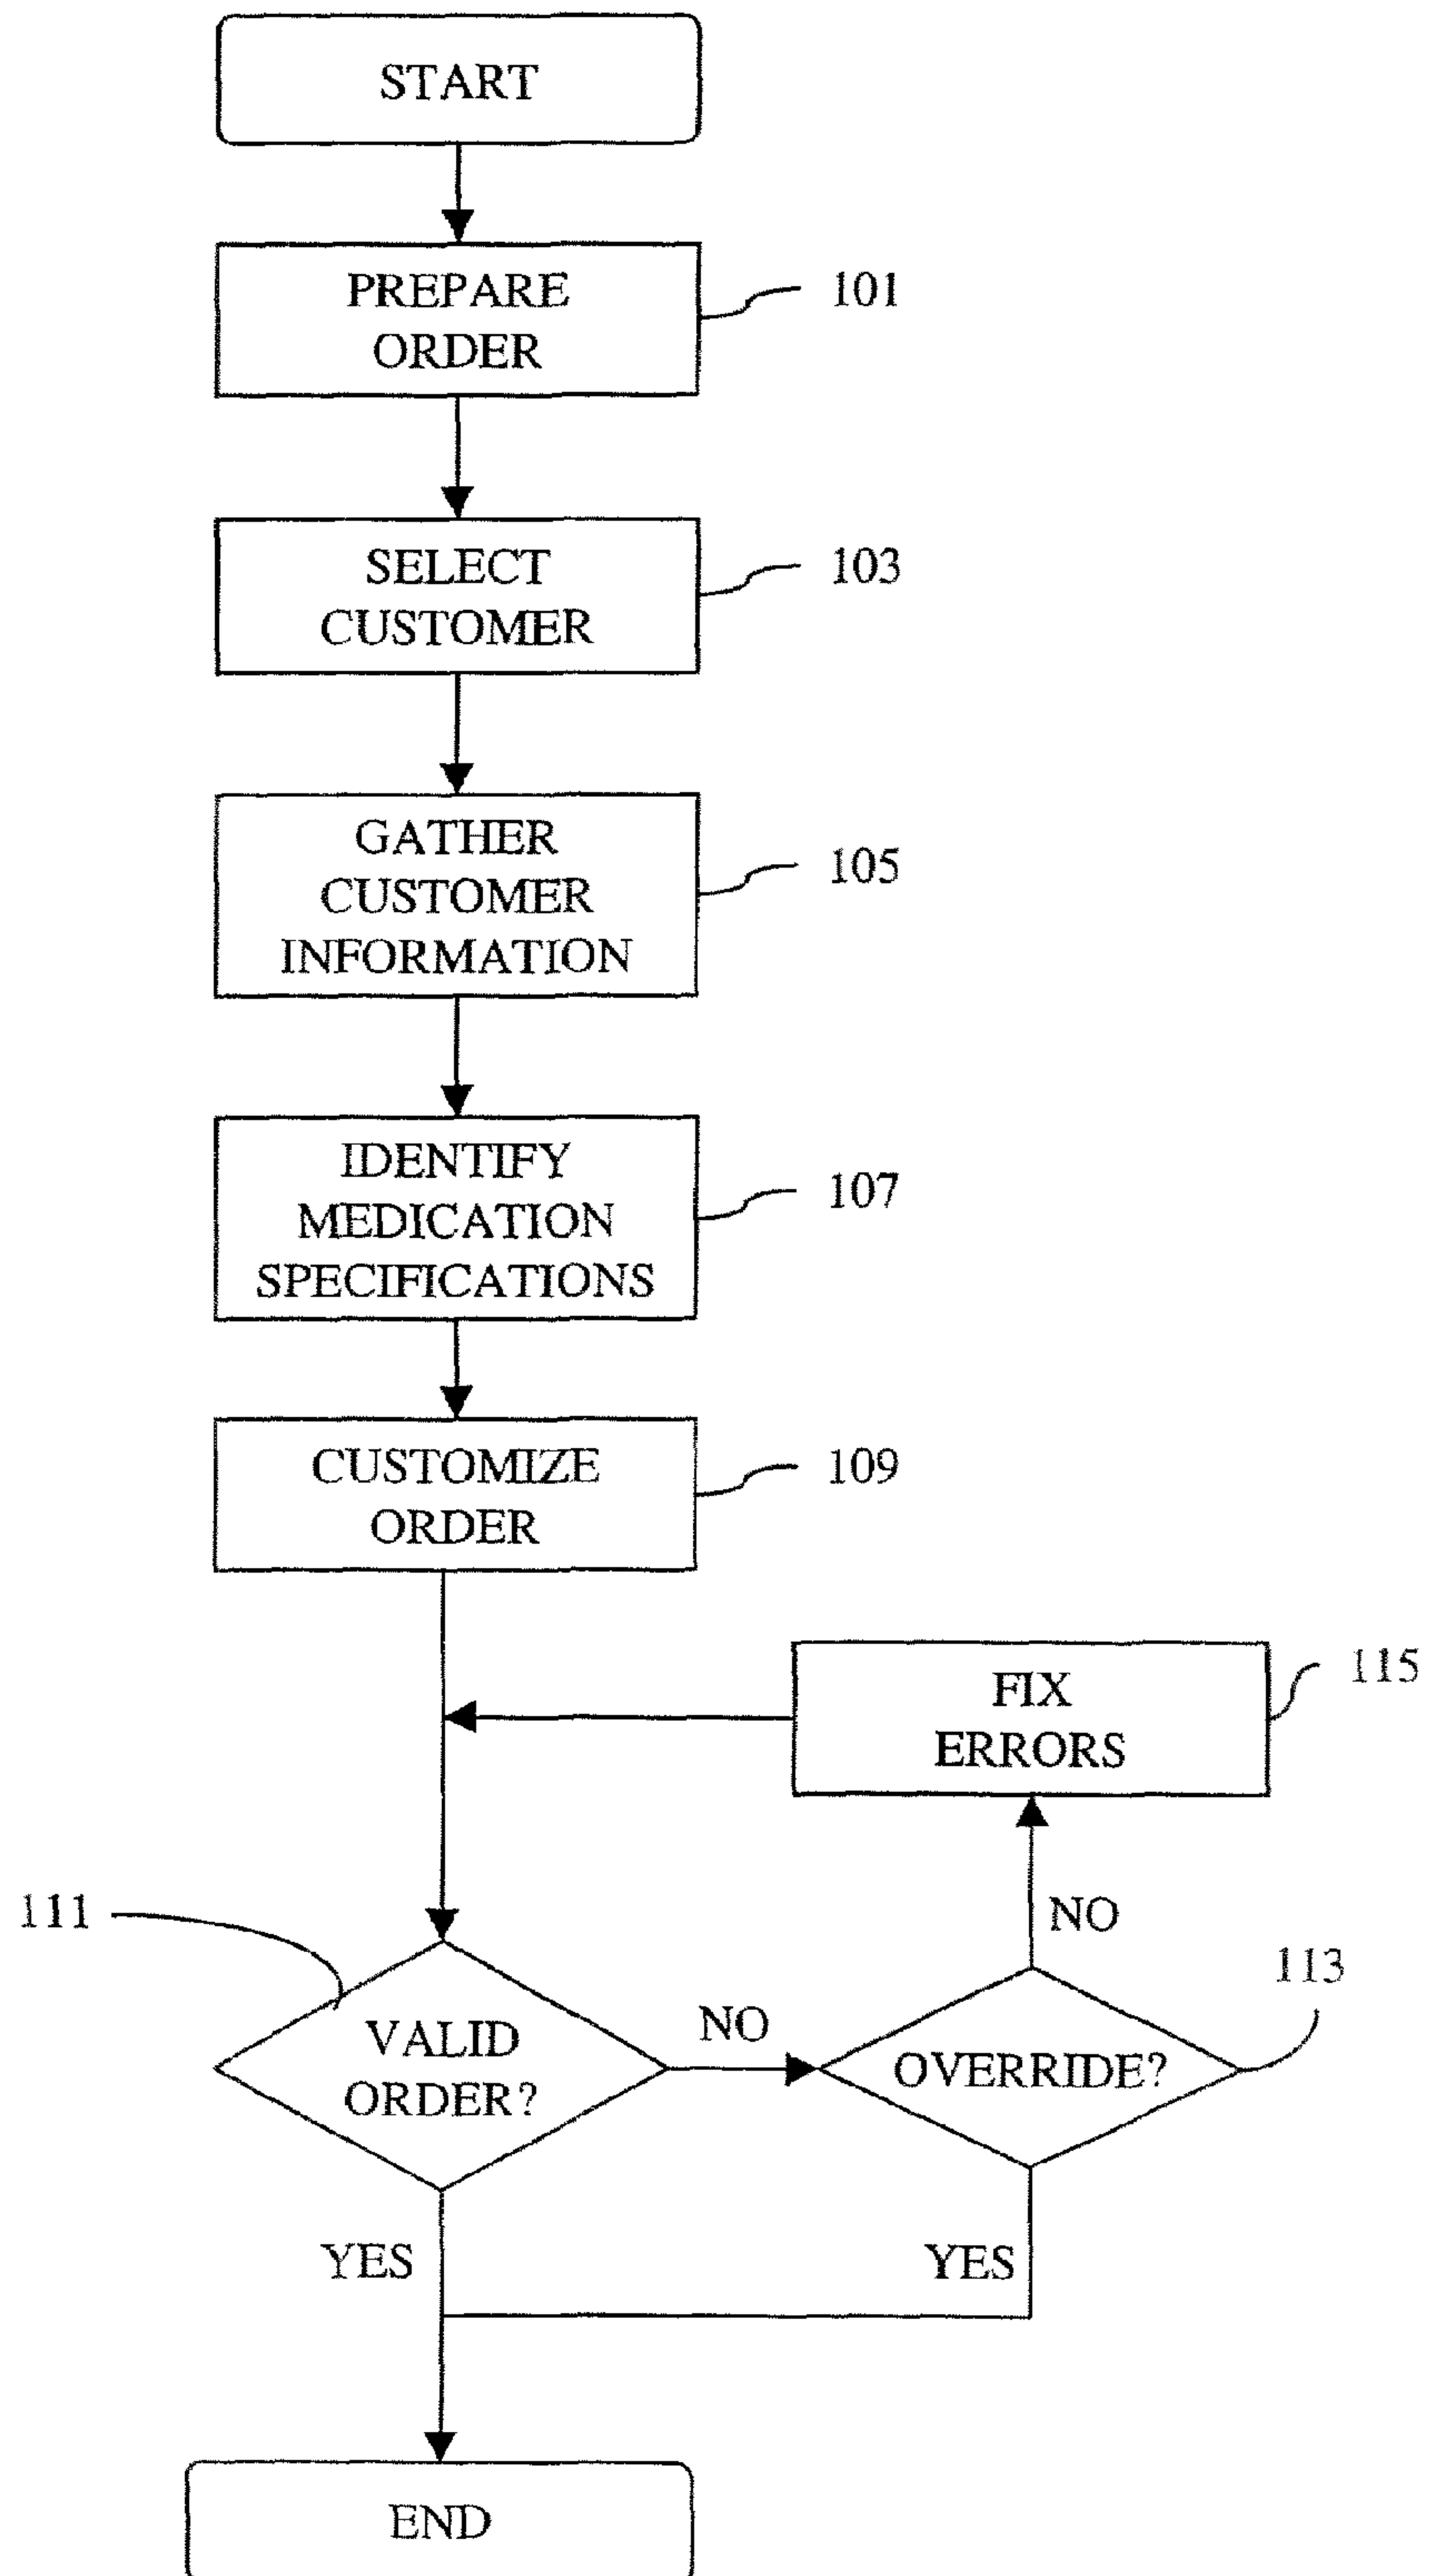 START
PREPARE
ORDER
101
SELECT
CUSTOMER
103
GATHER
CUSTOMER
INFORMATION
105
IDENTIFY
MEDICATION
SPECIFICATIONS
107
CUSTOMIZE
ORDER
109
FIX
ERRORS
115
111
NO
113
VALID
ORDER?
NO
OVERRIDE?
YES
YES
END